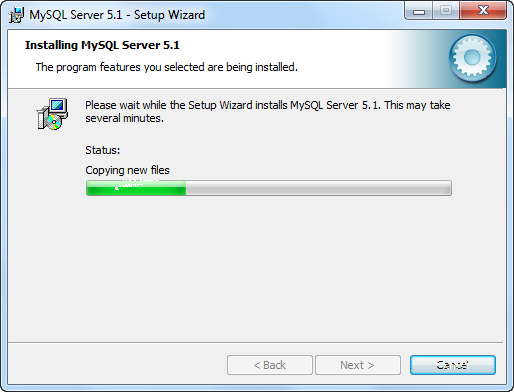 MySQL Server 5.1 - Setup Wizard
Installing MySQL Server 5.1
The program features you selected are being installed.
Please wait while the Setup Wizard installs MySQL Server 5.1. This may take
several minutes.
Status:
Copying new files
< Back Next > Cancel